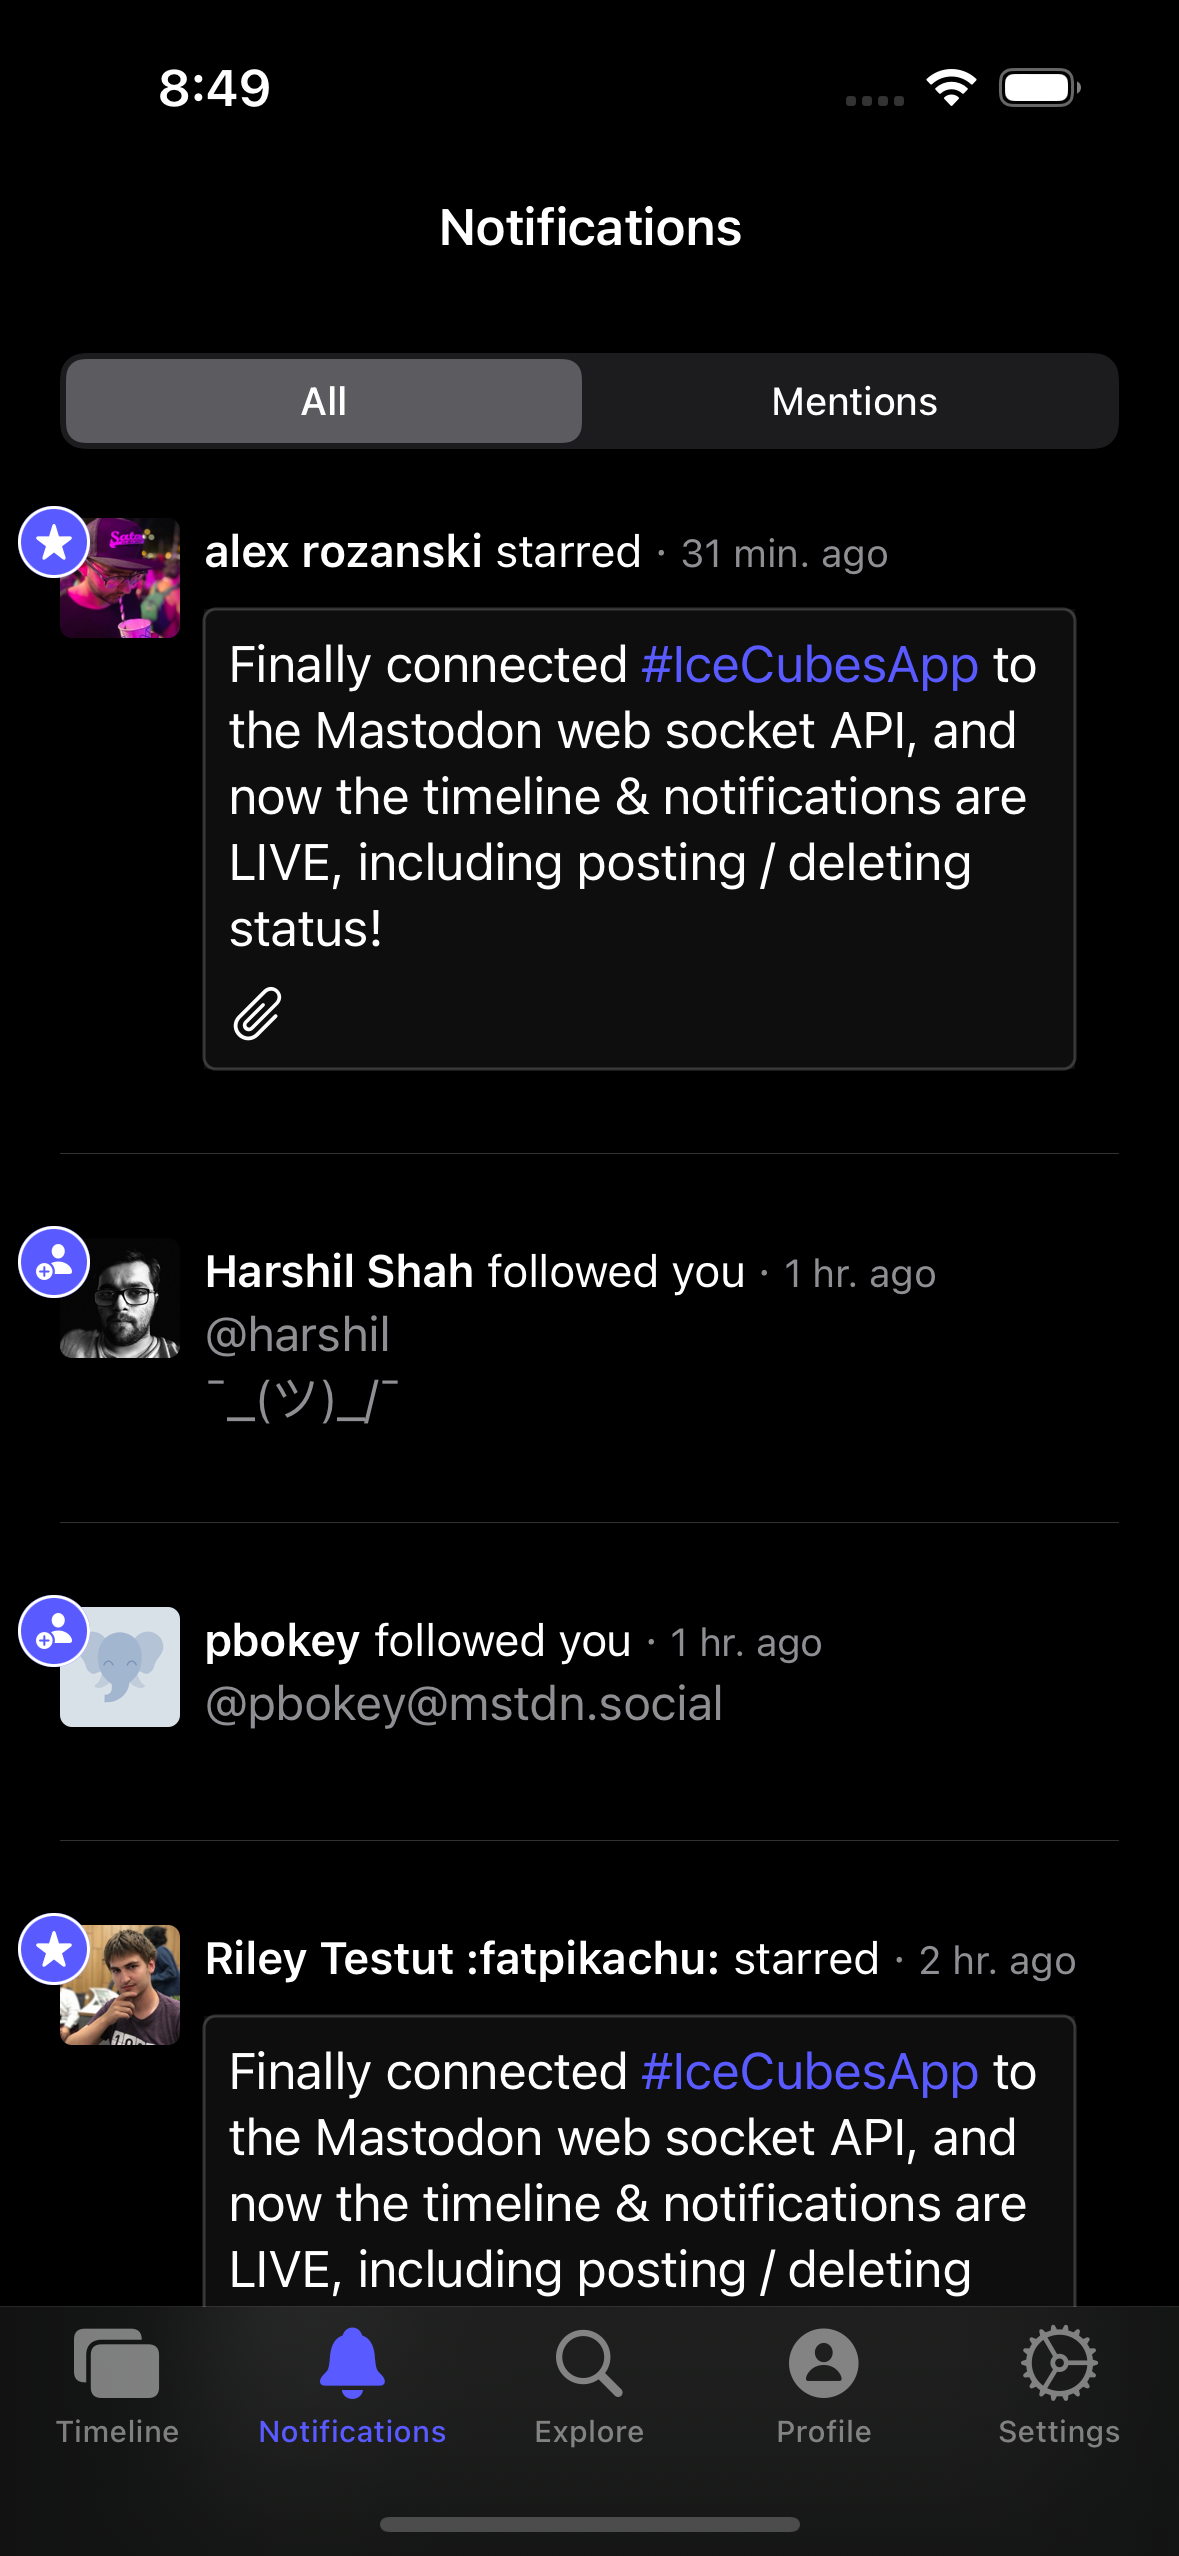 8:49
Notifications
All
Mentions
alex rozanski starred · 31 min. ago
Finally connected #IceCubesApp to
the Mastodon web socket API, and
now the timeline & notifications are
LIVE, including posting / deleting
status!
Harshil Shah followed you · 1 hr. ago
@harshil
¯_(ツ)_/¯
pbokey followed you · 1 hr. ago
@pbokey@mstdn.social
Riley Testut :fatpikachu: starred · 2 hr. ago
Finally connected #IceCubesApp to
the Mastodon web socket API, and
now the timeline & notifications are
LIVE, including posting / deleting
Timeline
Notifications
Explore
Profile
Settings